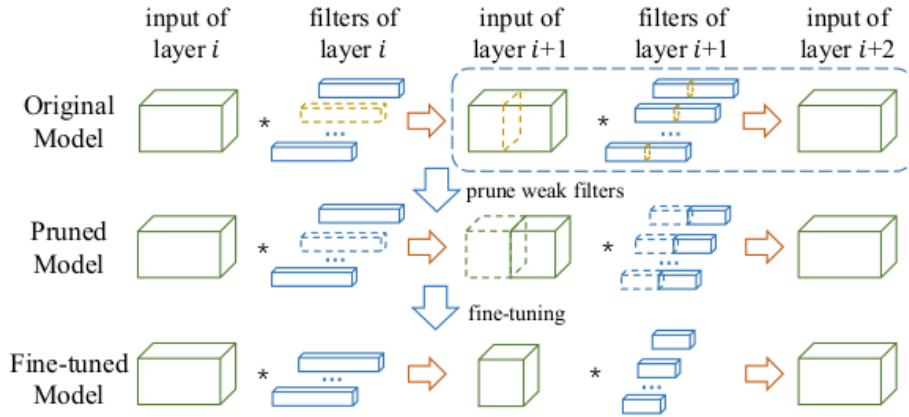 input of
layer i
filters of
layer i
input of
layer i+1
filters of
layer i+1
input of
layer i+2
Original
Model
*
...
*
...
prune weak filters
Pruned
Model
*
...
*
...
fine-tuning
Fine-tuned
Model
*
...
*
...